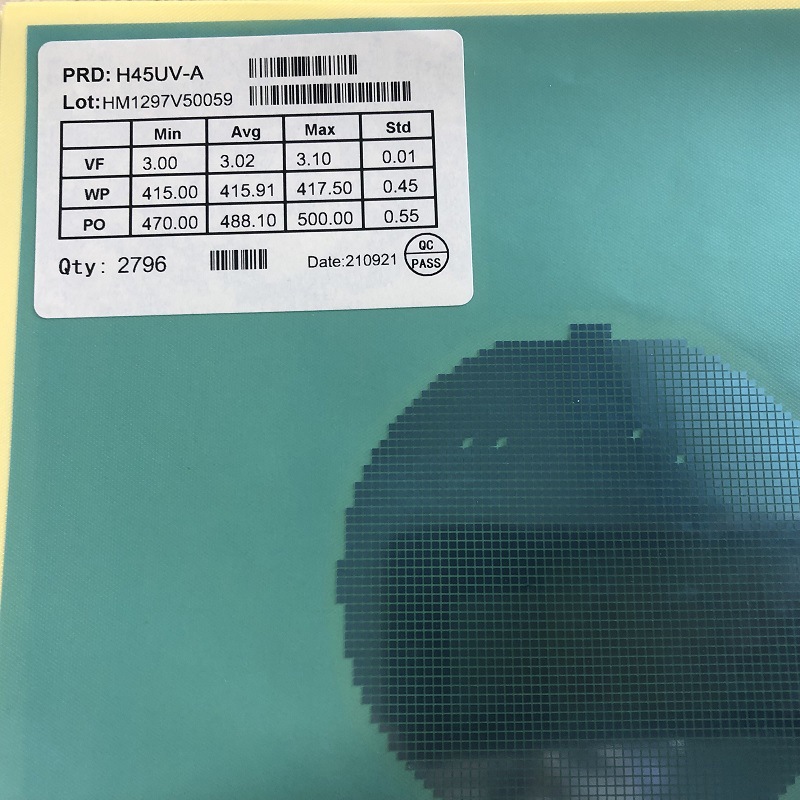 PRD: H45UV-A
Lot:HM1297V50059
Min Avg Max Std
VF 3.00 3.02 3.10 0.01
WP 415.00 415.91 417.50 0.45
PO 470.00 488.10 500.00 0.55
Qty: 2796
Date:210921
QC
PASS